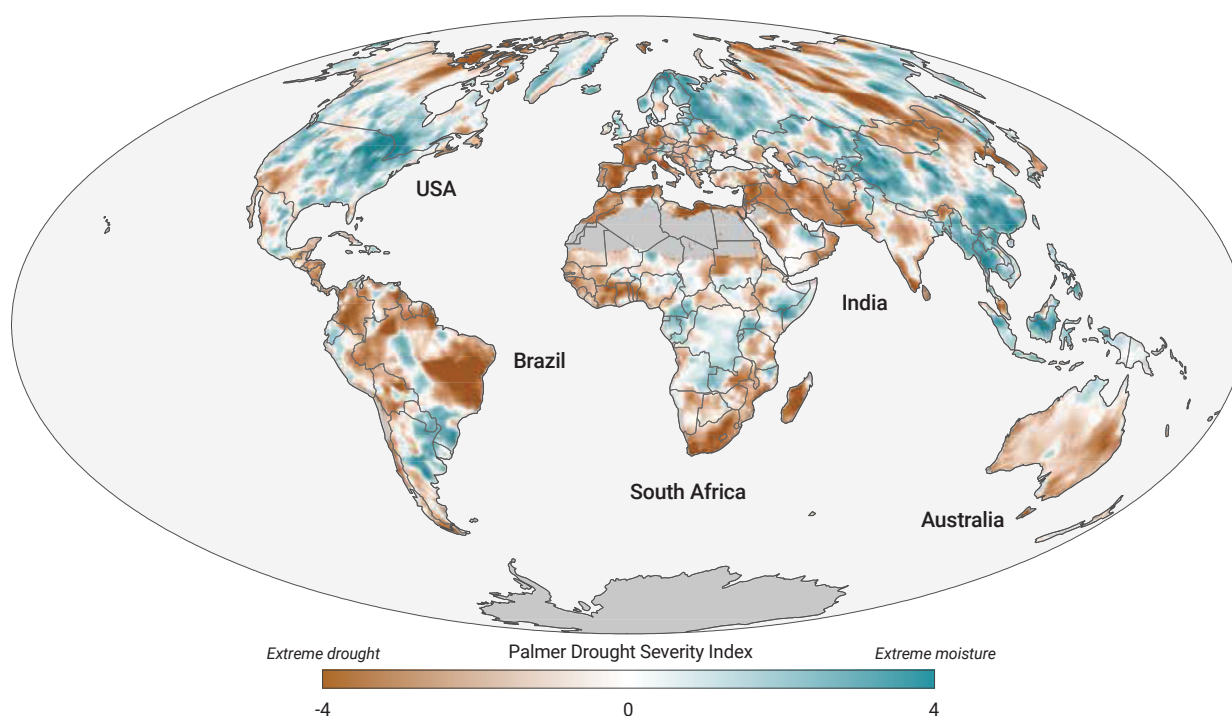 USA
India
Brazil
South Africa
Australia
Extreme drought Palmer Drought Severity Index Extreme moisture
-4 0 4